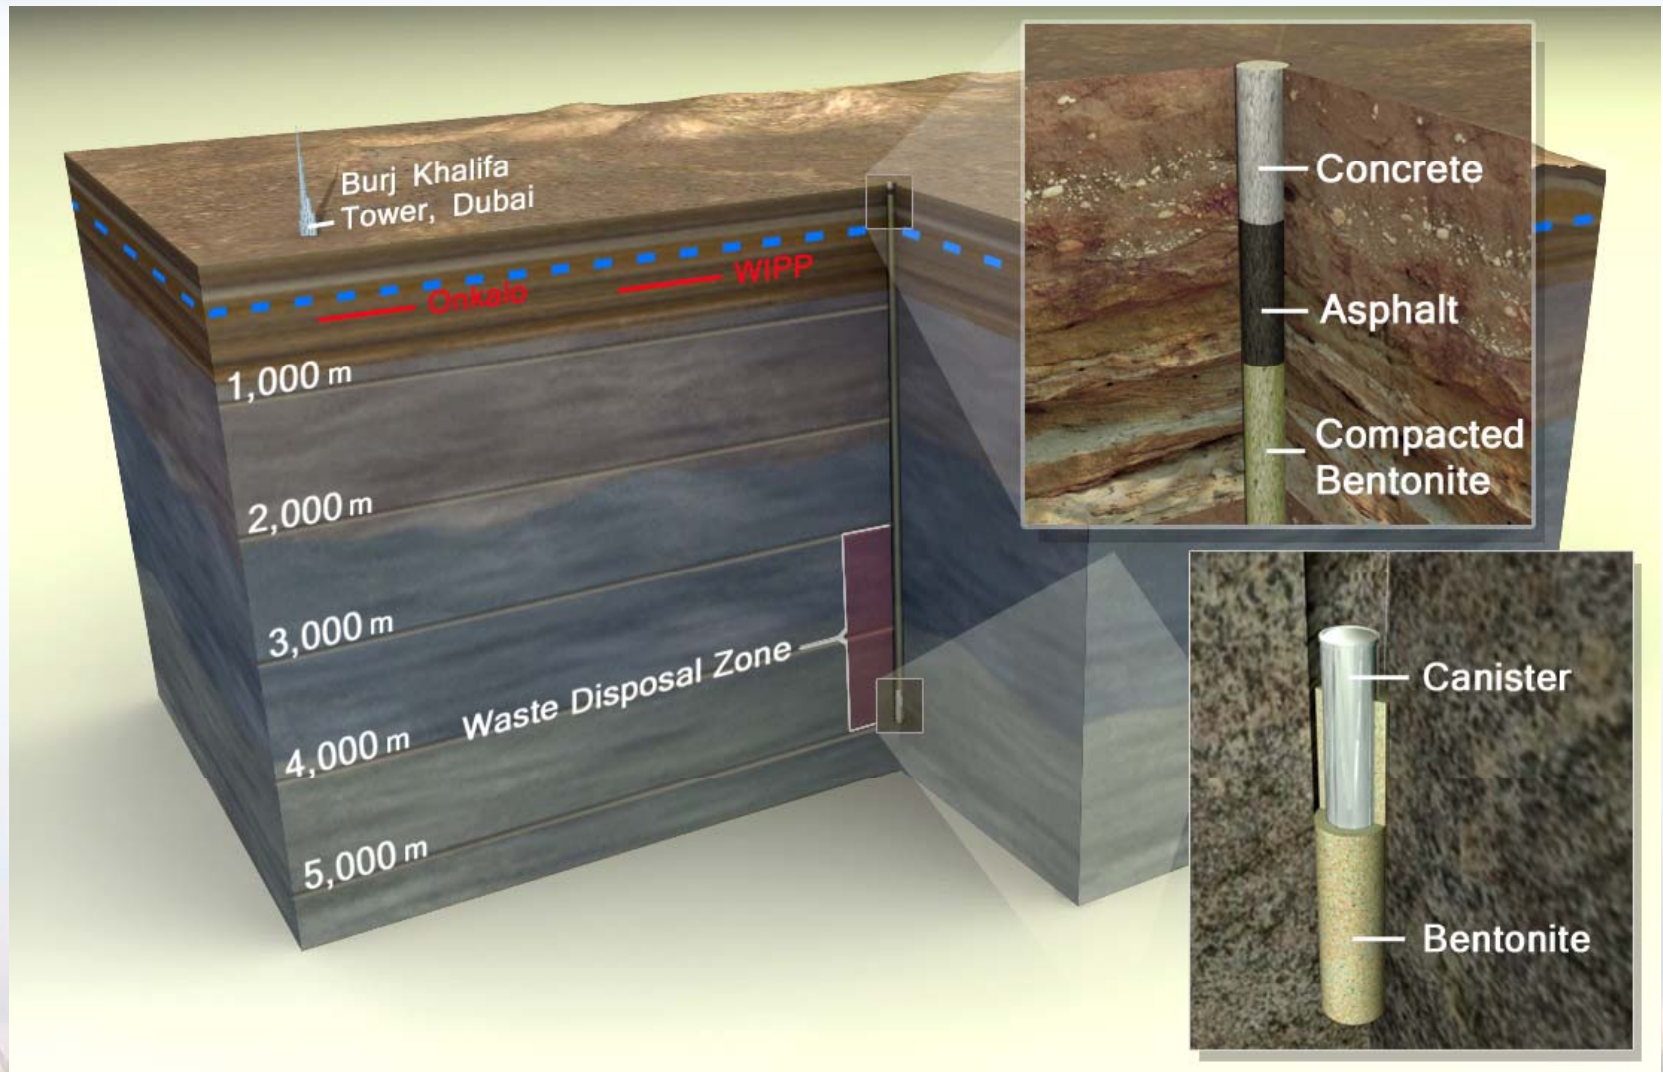 Burj Khalifa
Tower, Dubai
Onkalo
WIPP
1,000 m
2,000 m
3,000 m
4,000 m
5,000 m
Waste Disposal Zone
Concrete
Asphalt
Compacted
Bentonite
Canister
Bentonite